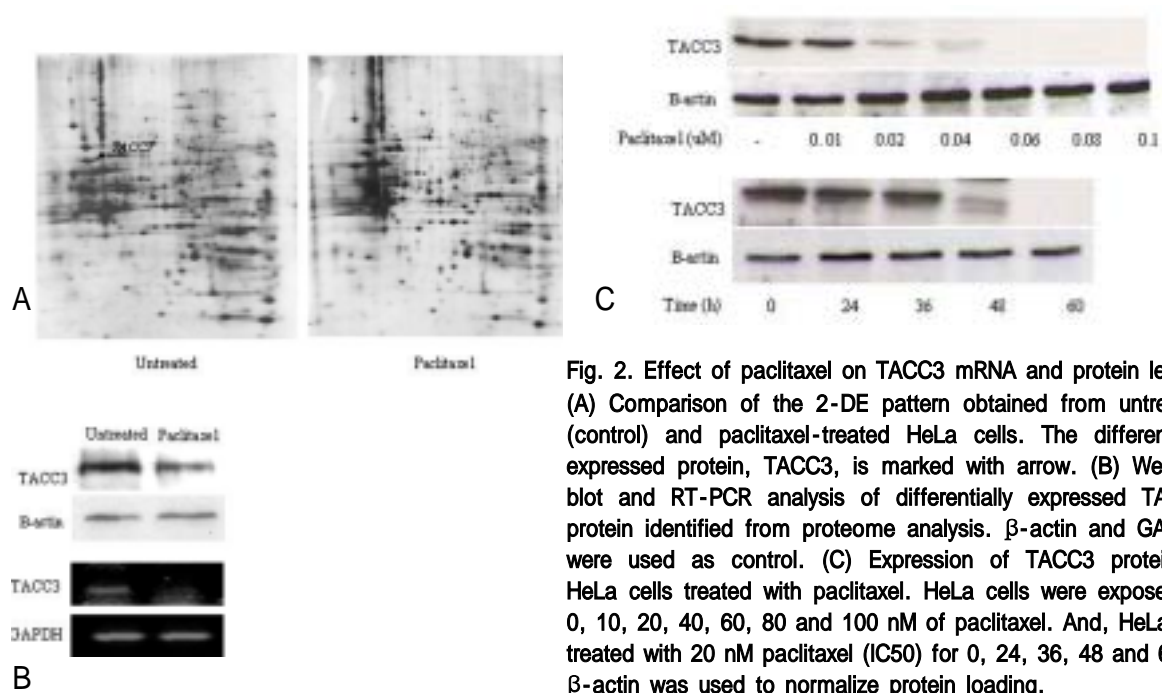 TACC3
B-actin
Paclitaxel (uM) - 0.01 0.02 0.04 0.06 0.08 0.1
TACC3
B-actin
Time (h) 0 24 36 48 60
A
C
Untreated Paclitaxel
Untreated Paclitaxel
TACC3
B-actin
TACC3
GAPDH
B
Fig. 2. Effect of paclitaxel on TACC3 mRNA and protein le
(A) Comparison of the 2-DE pattern obtained from untre
(control) and paclitaxel-treated HeLa cells. The differen
expressed protein, TACC3, is marked with arrow. (B) We
blot and RT-PCR analysis of differentially expressed TA
protein identified from proteome analysis. β-actin and GA
were used as control. (C) Expression of TACC3 protei
HeLa cells treated with paclitaxel. HeLa cells were expose
0, 10, 20, 40, 60, 80 and 100 nM of paclitaxel. And, HeLa
treated with 20 nM paclitaxel (IC50) for 0, 24, 36, 48 and 6
β-actin was used to normalize protein loading.